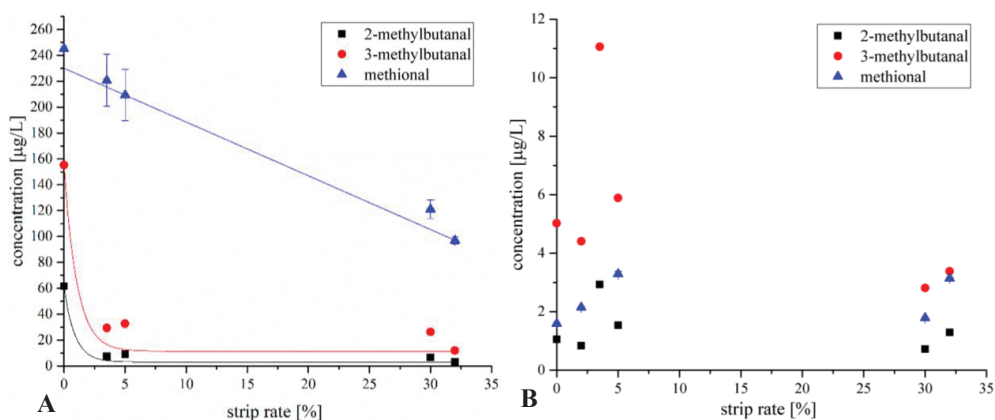 260
240
220
200
180
160
140
120
100
80
60
40
20
0
concentration [µg/L]
2-methylbutanal
3-methylbutanal
methional
0 5 10 15 20 25 30 35
strip rate [%]
A
12
10
8
6
4
2
0
concentration [µg/L]
2-methylbutanal
3-methylbutanal
methional
0 5 10 15 20 25 30 35
strip rate [%]
B